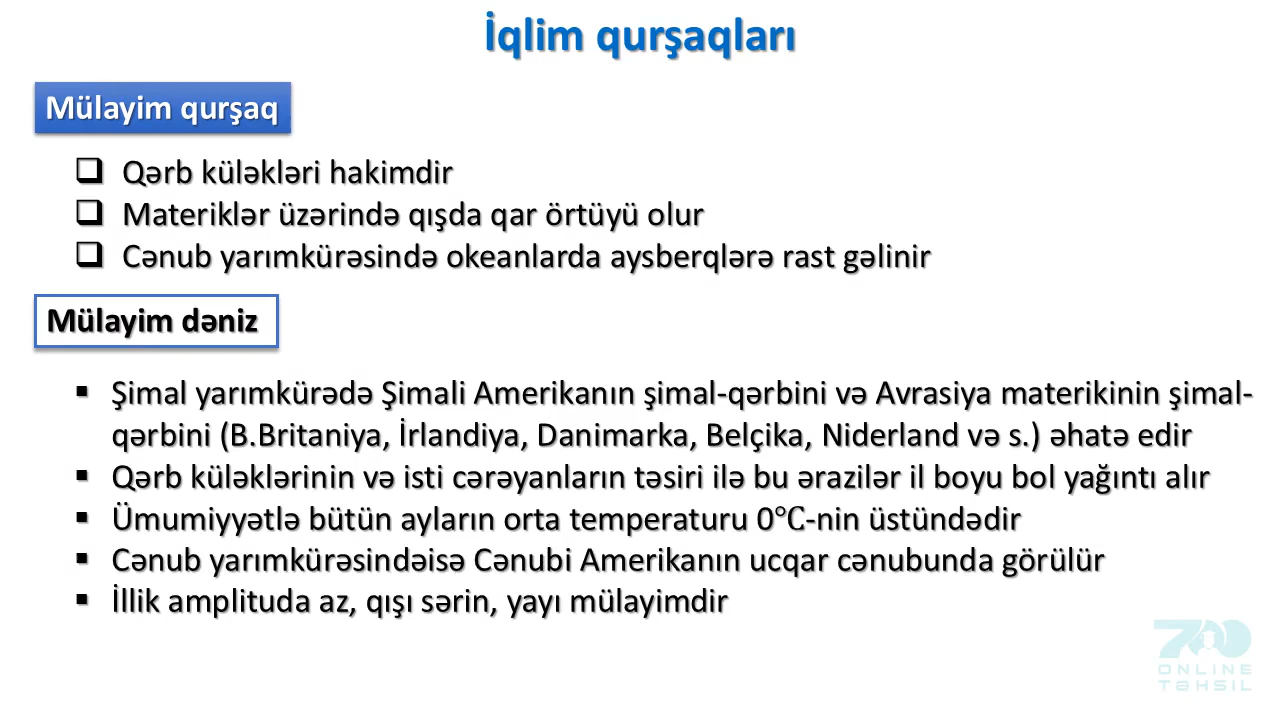 İqlim qurşaqları
Mülayim qurşaq
❑ Qərb küləkləri hakimdir
❑ Materiklər üzərində qışda qar örtüyü olur
❑ Cənub yarımkürəsində okeanlarda aysberqlərə rast gəlinir
Mülayim dəniz
▪ Şimal yarımkürədə Şimali Amerikanın şimal-qərbini və Avrasiya materikinin şimal-
qərbini (B.Britaniya, İrlandiya, Danimarka, Belçika, Niderland və s.) əhatə edir
▪ Qərb küləklərinin və isti cərəyanların təsiri ilə bu ərazilər il boyu bol yağıntı alır
▪ Ümumiyyətlə bütün ayların orta temperaturu 0℃-nin üstündədir
▪ Cənub yarımkürəsindəisə Cənubi Amerikanın ucqar cənubunda görülür
▪ İllik amplituda az, qışı sərin, yayı mülayimdir
700
ONLINE
TƏHSİL